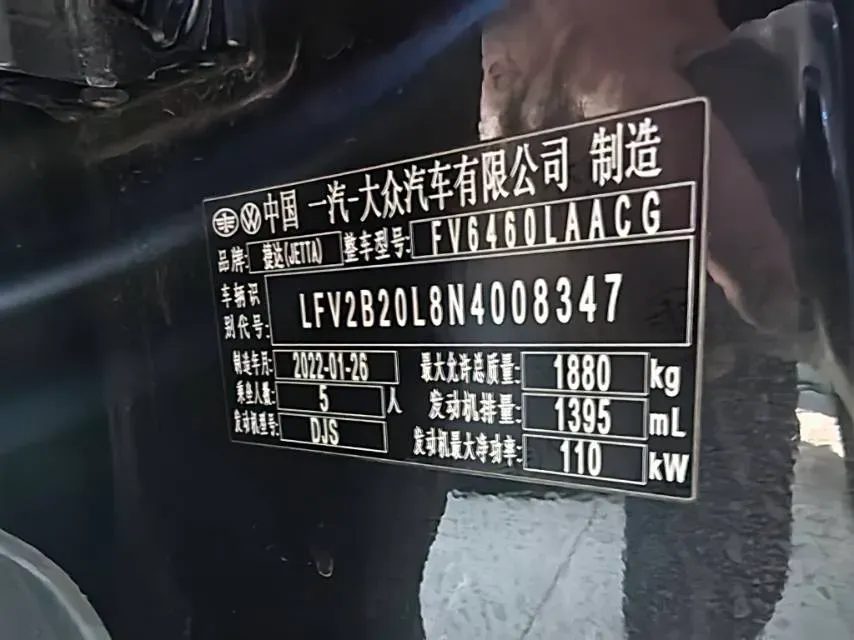 中国 一汽-大众汽车有限公司 制造
品牌: 捷达(JETTA) 整车型号: FV6460LAACG
车辆识别代号: LFV2B20L8N4008347
制造年月: 2022-01-26 最大允许总质量: 1880 kg
乘坐人数: 5 人 发动机排量: 1395 mL
发动机型号: DJS 发动机最大净功率: 110 kW